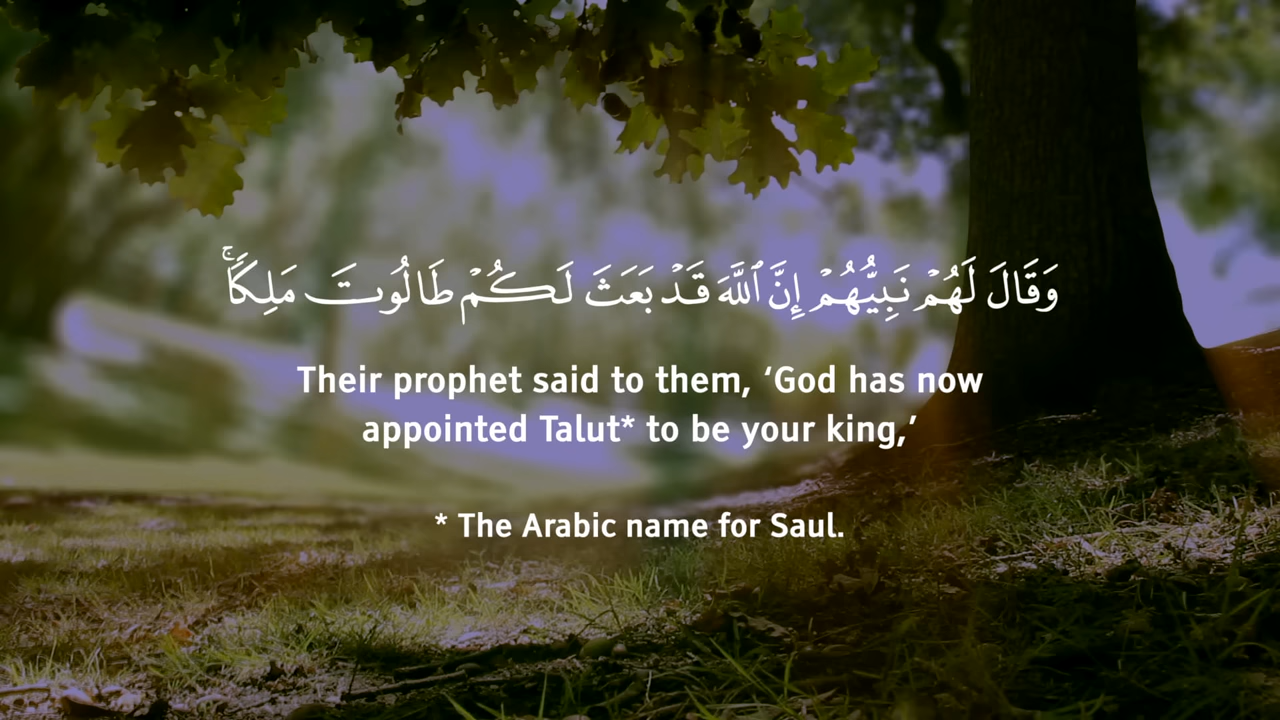 وَقَالَ لَهُمْ نَبِيُّهُمْ إِنَّ ٱللَّهَ قَدْ بَعَثَ لَكُمْ طَالُوتَ مَلِكًاۚ
Their prophet said to them, ‘God has now
appointed Talut* to be your king,’
* The Arabic name for Saul.